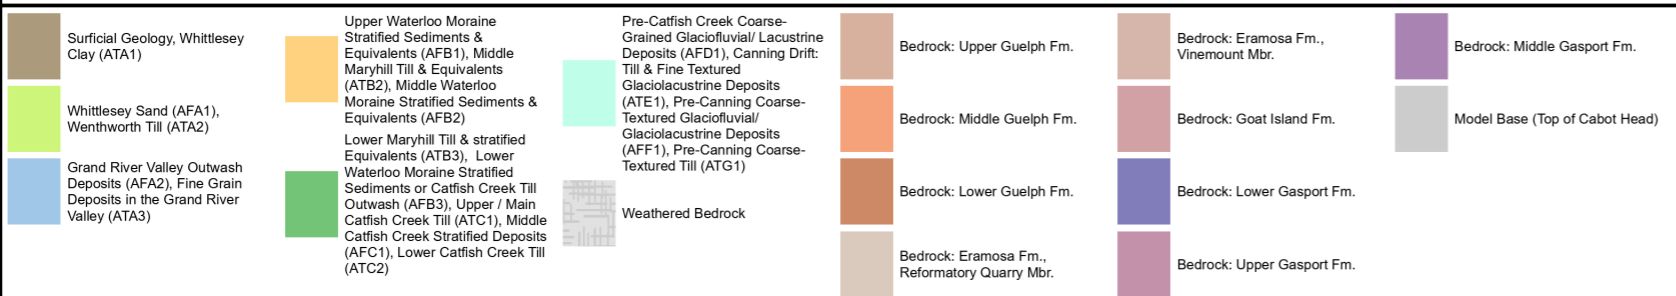 Surficial Geology, Whittlesey
Clay (ATA1)
Whittlesey Sand (AFA1),
Wenthworth Till (ATA2)
Grand River Valley Outwash
Deposits (AFA2), Fine Grain
Deposits in the Grand River
Valley (ATA3)
Upper Waterloo Moraine
Stratified Sediments &
Equivalents (AFB1), Middle
Maryhill Till & Equivalents
(ATB2), Middle Waterloo
Moraine Stratified Sediments &
Equivalents (AFB2)
Lower Maryhill Till & stratified
Equivalents (ATB3),  Lower
Waterloo Moraine Stratified
Sediments or Catfish Creek Till
Outwash (AFB3), Upper / Main
Catfish Creek Till (ATC1), Middle
Catfish Creek Stratified Deposits
(AFC1), Lower Catfish Creek Till
(ATC2)
Pre-Catfish Creek Coarse-
Grained Glaciofluvial/ Lacustrine
Deposits (AFD1), Canning Drift:
Till & Fine Textured
Glaciolacustrine Deposits
(ATE1), Pre-Canning Coarse-
Textured Glaciofluvial/
Glaciolacustrine Deposits
(AFF1), Pre-Canning Coarse-
Textured Till (ATG1)
Weathered Bedrock
Bedrock: Upper Guelph Fm.
Bedrock: Middle Guelph Fm.
Bedrock: Lower Guelph Fm.
Bedrock: Eramosa Fm.,
Reformatory Quarry Mbr.
Bedrock: Eramosa Fm.,
Vinemount Mbr.
Bedrock: Goat Island Fm.
Bedrock: Lower Gasport Fm.
Bedrock: Upper Gasport Fm.
Bedrock: Middle Gasport Fm.
Model Base (Top of Cabot Head)